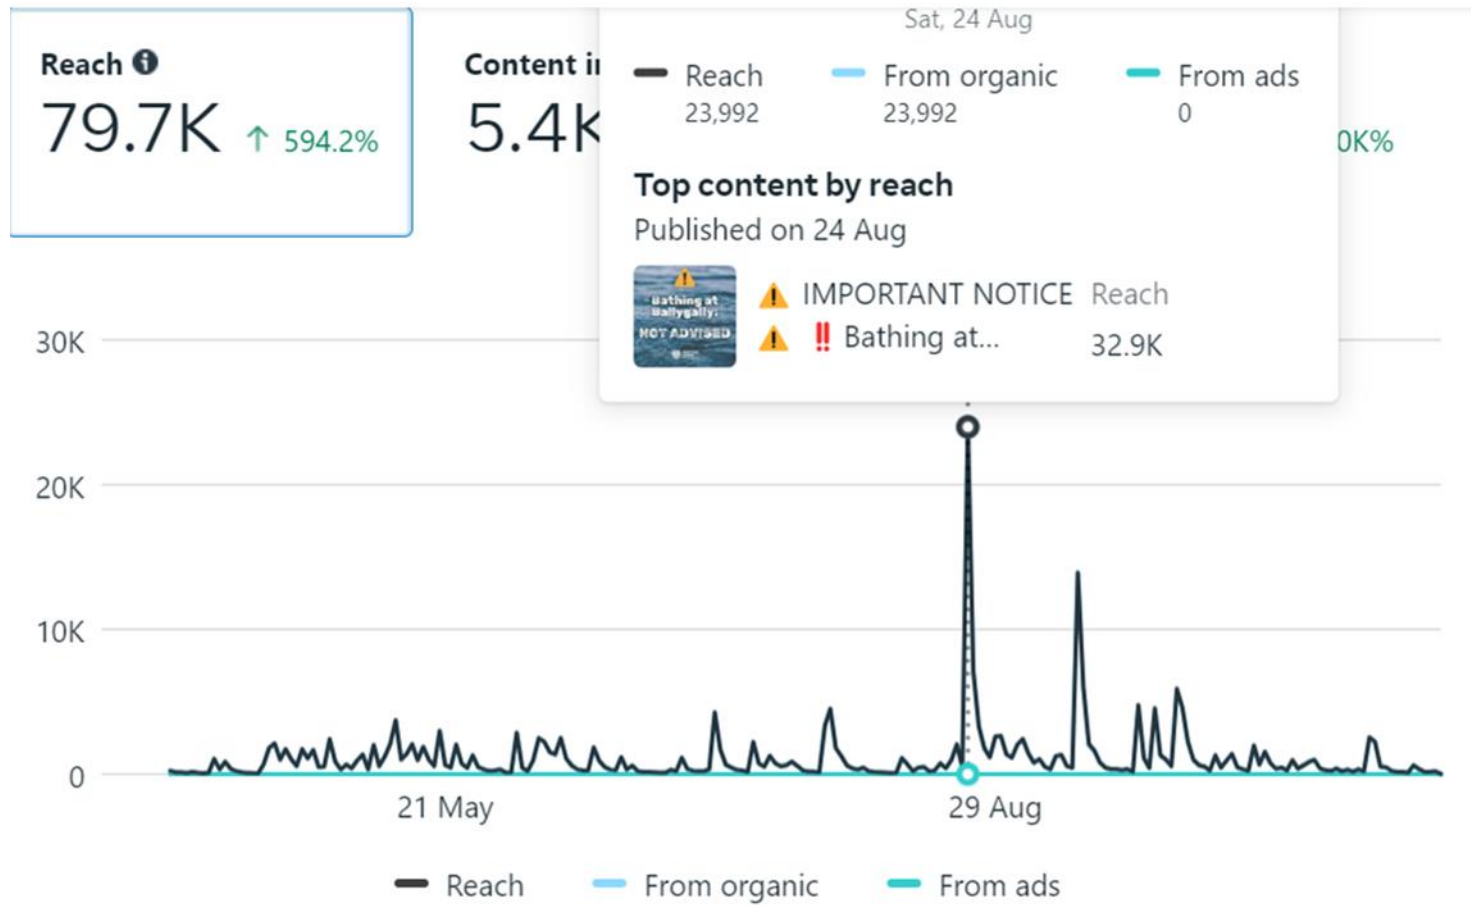 Sat, 24 Aug
Reach
79.7K ↑ 594.2%
Content i
5.4K
Reach
23,992
From organic
23,992
From ads
0
0K%
Top content by reach
Published on 24 Aug
⚠️
Bathing at
Ballygally:
NOT ADVISED
⚠️ IMPORTANT NOTICE
⚠️ ‼️ Bathing at...
Reach
32.9K
30K
20K
10K
0
21 May
29 Aug
Reach
From organic
From ads